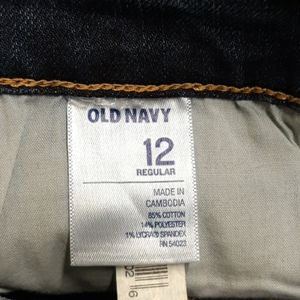 OLD NAVY
12
REGULAR
MADE IN
CAMBODIA
85% COTTON
14% POLYESTER
1% LYCRA® SPANDEX
RN 54023